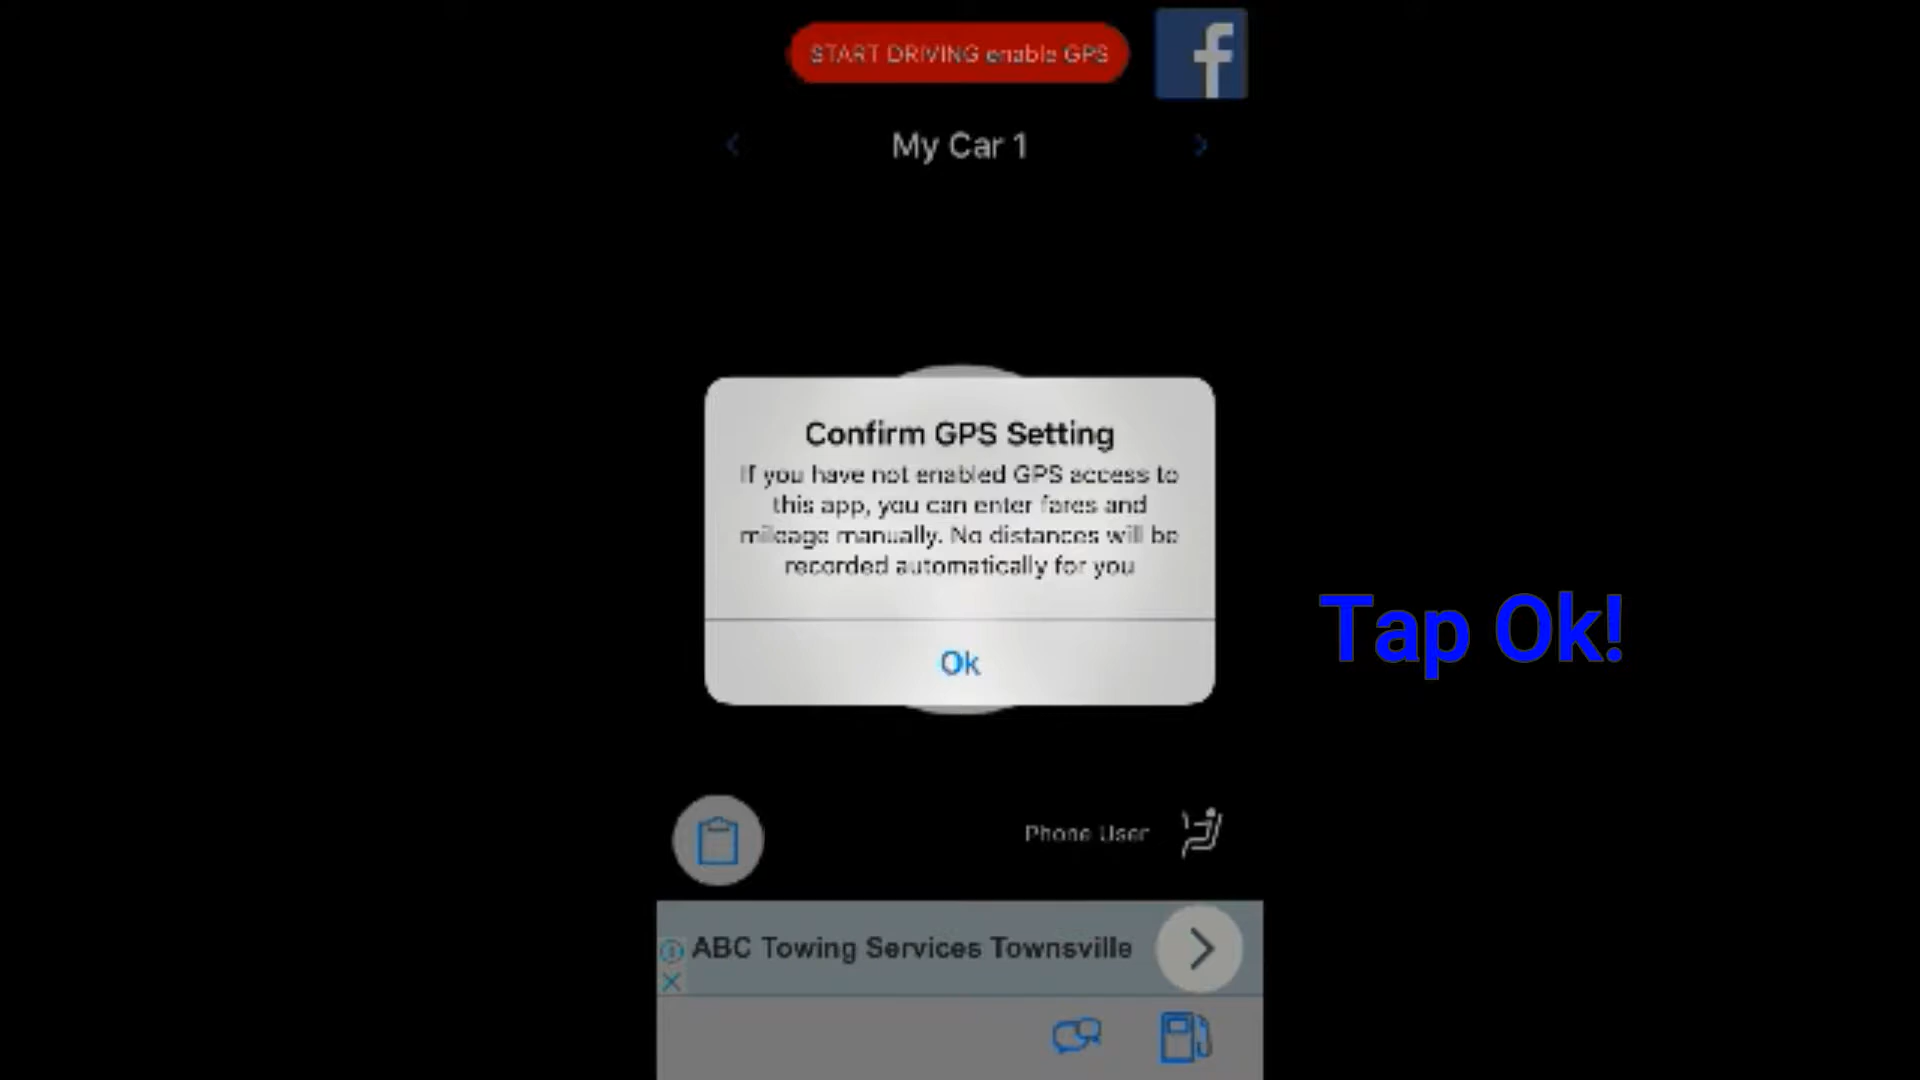 START DRIVING enable GPS
My Car 1
Confirm GPS Setting
If you have not enabled GPS access to
this app, you can enter fares and
mileage manually. No distances will be
recorded automatically for you
Ok
Tap Ok!
Phone User
ABC Towing Services Townsville